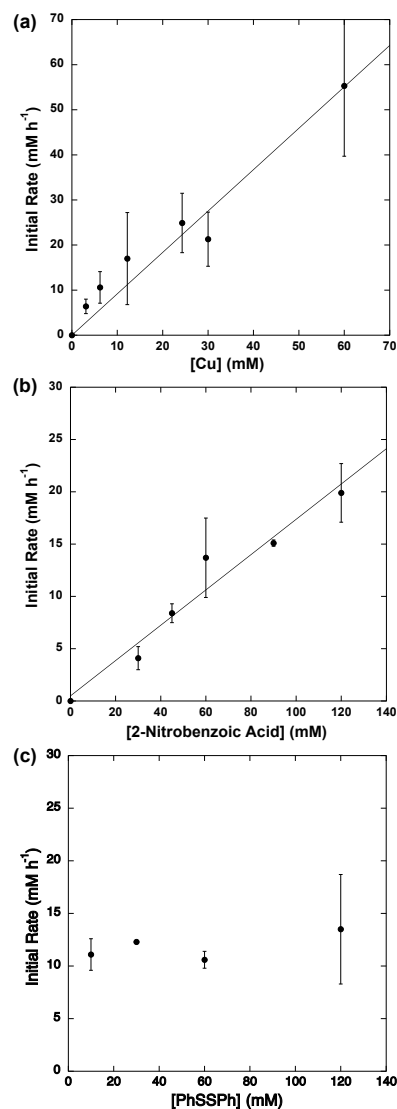 (a)
70
60
50
40
30
20
10
0
Initial Rate (mM h⁻¹)
0 10 20 30 40 50 60 70
[Cu] (mM)
(b)
30
25
20
15
10
5
0
Initial Rate (mM h⁻¹)
0 20 40 60 80 100 120 140
[2-Nitrobenzoic Acid] (mM)
(c)
30
25
20
15
10
5
0
Initial Rate (mM h⁻¹)
0 20 40 60 80 100 120 140
[PhSSPh] (mM)